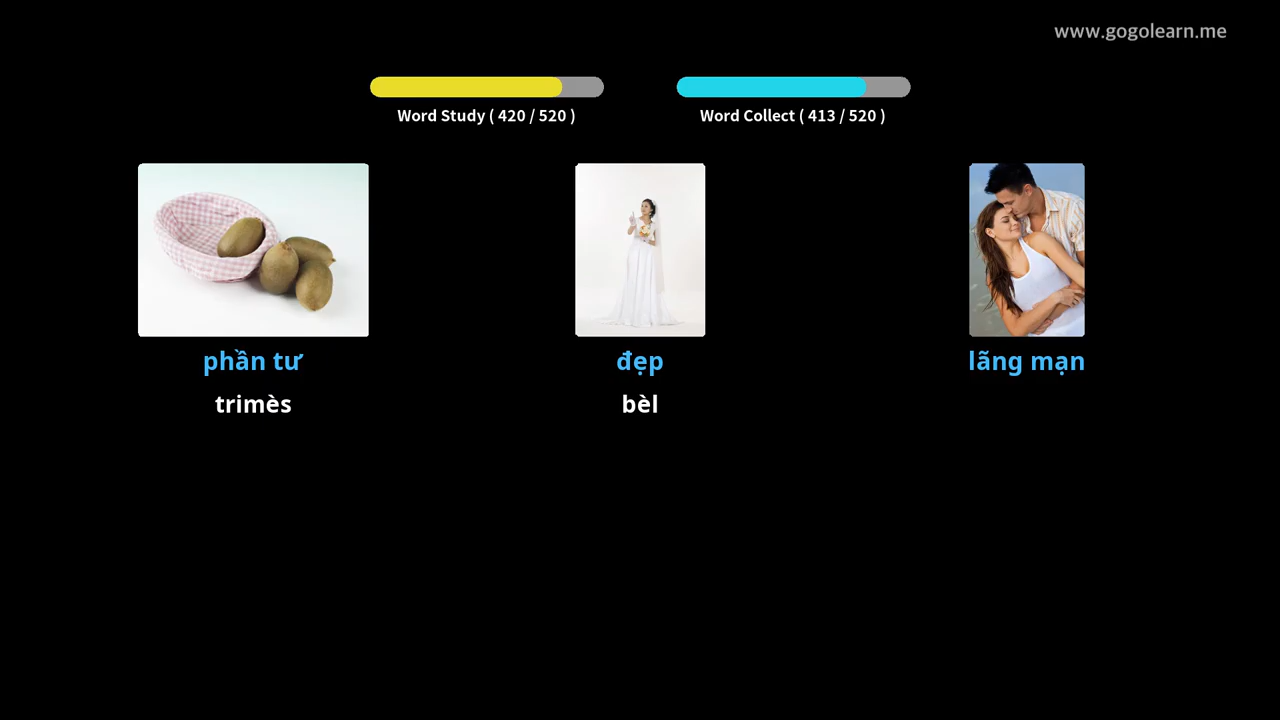 www.gogolearn.me
Word Study ( 420 / 520 )
Word Collect ( 413 / 520 )
phần tư
đẹp
lãng mạn
trimès
bèl